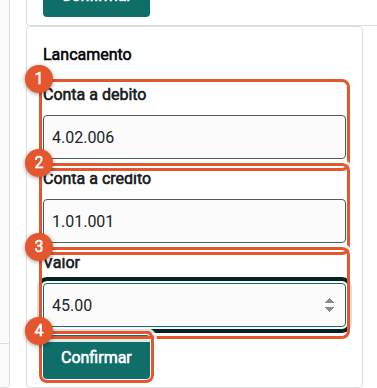 Lancamento
1
Conta a debito
4.02.006
2
Conta a credito
1.01.001
3
Valor
45.00
4
Confirmar